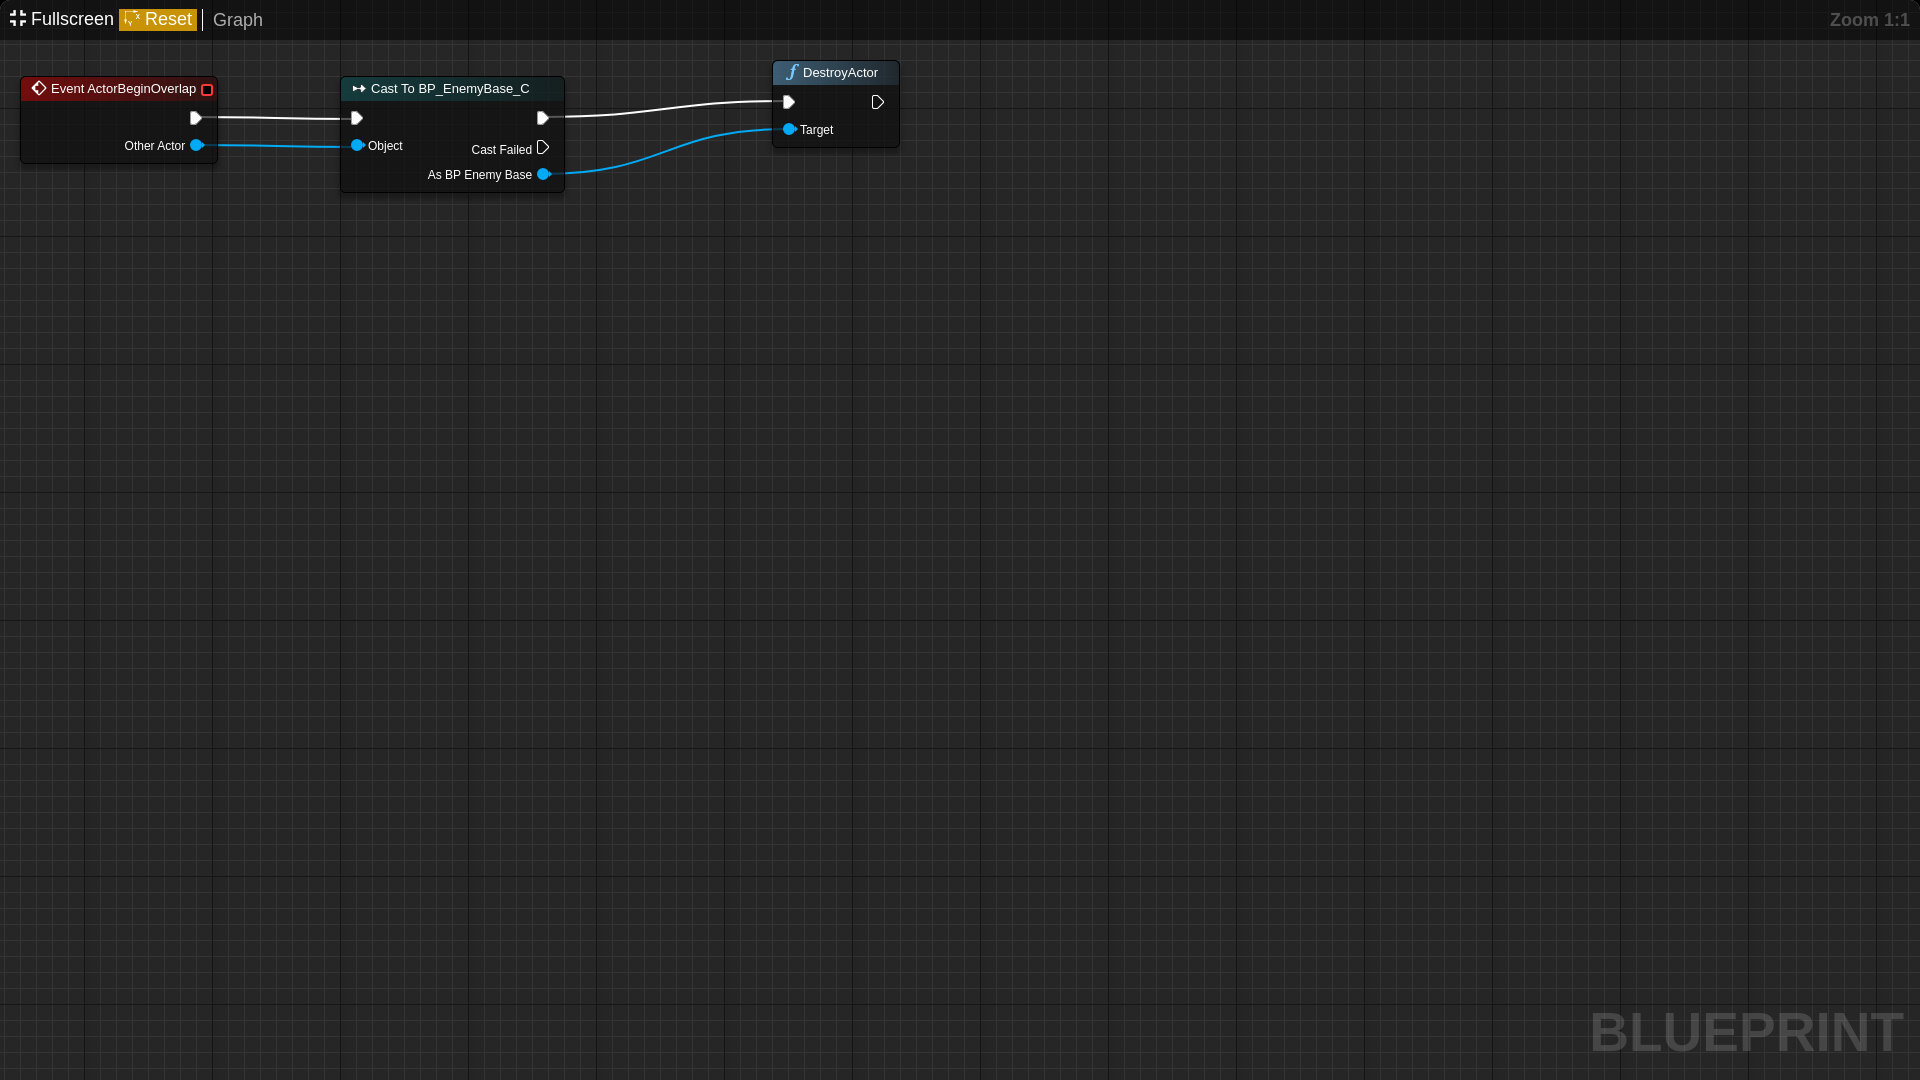 Fullscreen Reset Graph Zoom 1:1
Event ActorBeginOverlap
Other Actor
Cast To BP_EnemyBase_C
Object
Cast Failed
As BP Enemy Base
DestroyActor
Target
BLUEPRINT